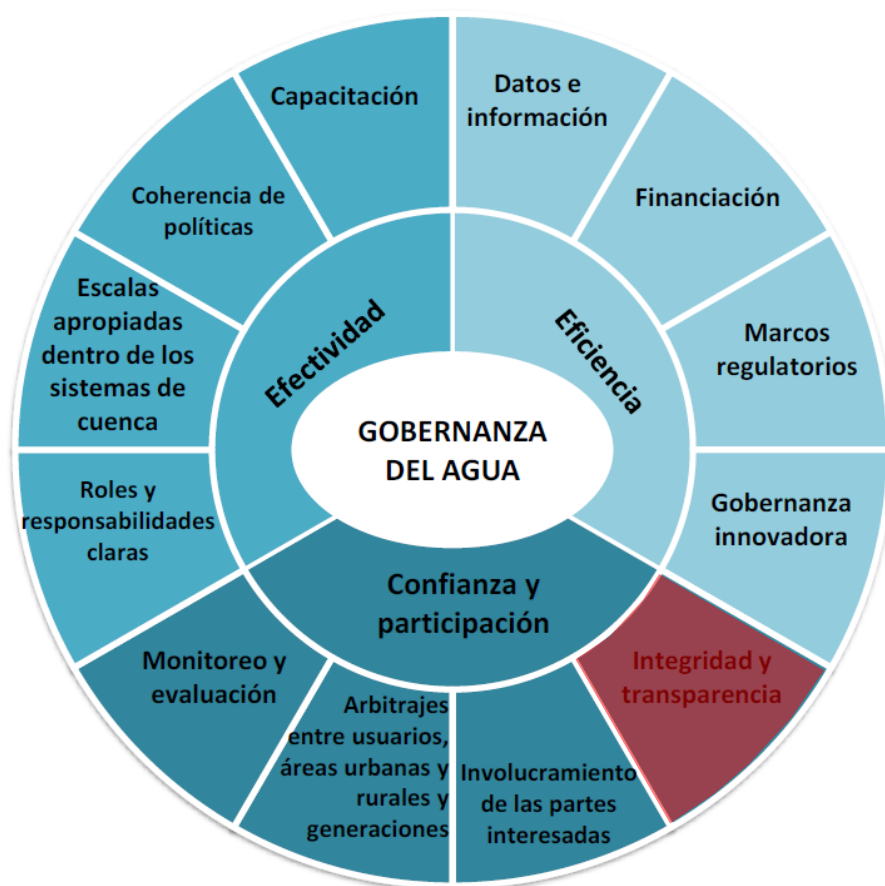 Capacitación
Datos e
información
Coherencia de
políticas
Financiación
Escalas
apropiadas
dentro de los
sistemas de
cuenca
Efectividad
Eficiencia
Marcos
regulatorios
GOBERNANZA
DEL AGUA
Roles y
responsabilidades
claras
Gobernanza
innovadora
Confianza y
participación
Monitoreo y
evaluación
Integridad y
transparencia
Arbitrajes
entre usuarios,
áreas urbanas y
rurales y
generaciones
Involucramiento
de las partes
interesadas